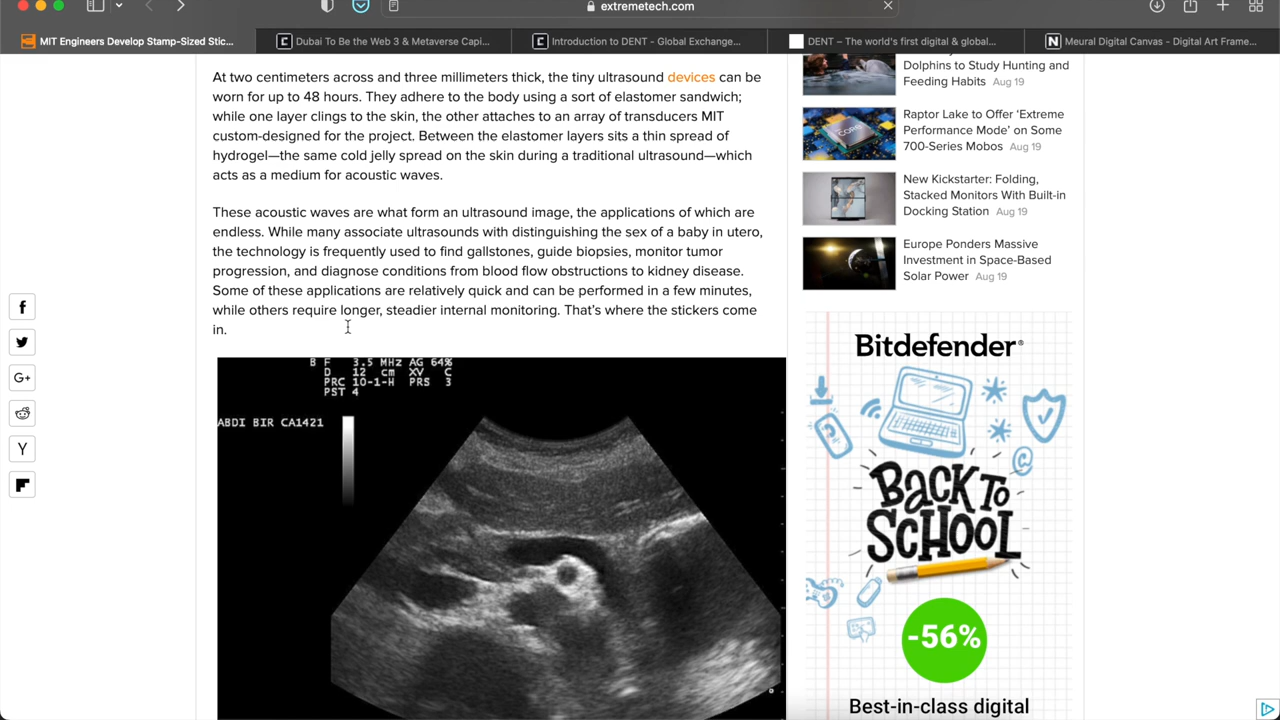 extremetech.com
MIT Engineers Develop Stamp-Sized Stic...
Dubai To Be the Web 3 & Metaverse Capi...
Introduction to DENT - Global Exchange...
DENT – The world's first digital & global...
Meural Digital Canvas - Digital Art Frame...
At two centimeters across and three millimeters thick, the tiny ultrasound devices can be
worn for up to 48 hours. They adhere to the body using a sort of elastomer sandwich;
while one layer clings to the skin, the other attaches to an array of transducers MIT
custom-designed for the project. Between the elastomer layers sits a thin spread of
hydrogel—the same cold jelly spread on the skin during a traditional ultrasound—which
acts as a medium for acoustic waves.
These acoustic waves are what form an ultrasound image, the applications of which are
endless. While many associate ultrasounds with distinguishing the sex of a baby in utero,
the technology is frequently used to find gallstones, guide biopsies, monitor tumor
progression, and diagnose conditions from blood flow obstructions to kidney disease.
Some of these applications are relatively quick and can be performed in a few minutes,
while others require longer, steadier internal monitoring. That's where the stickers come
in.
B F 3.5 MHz AG 64%
D 12 cm XV C
PRC 10-1-H PRS 3
PST 4
ABDI BIR CA1421
f
G+
Y
Dolphins to Study Hunting and
Feeding Habits Aug 19
Raptor Lake to Offer ‘Extreme
Performance Mode’ on Some
700-Series Mobos Aug 19
New Kickstarter: Folding,
Stacked Monitors With Built-in
Docking Station Aug 19
Europe Ponders Massive
Investment in Space-Based
Solar Power Aug 19
Bitdefender®
BACK TO
SCHOOL
-56%
Best-in-class digital